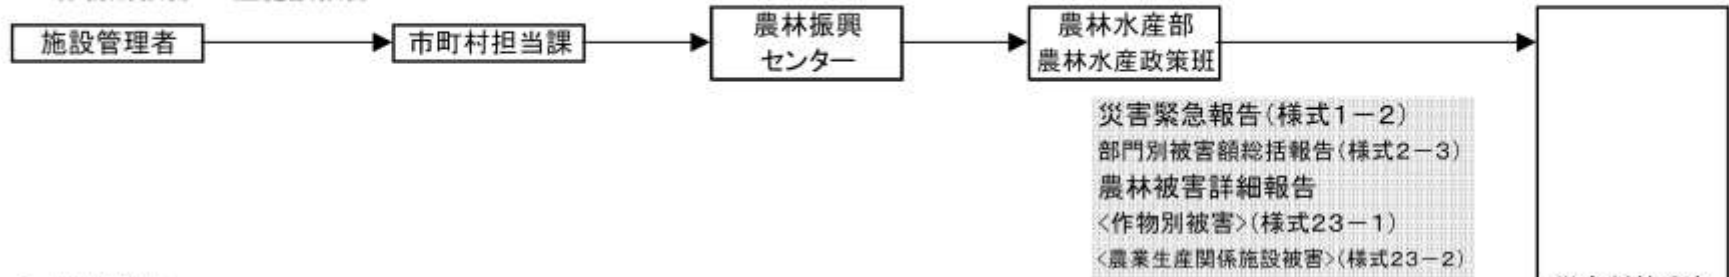 施設管理者
市町村担当課
農林振興
センター
農林水産部
農林水産政策班
災害緊急報告(様式1-2)
部門別被害額総括報告(様式2-3)
農林被害詳細報告
<作物別被害>(様式23-1)
<農業生産関係施設被害>(様式23-2)